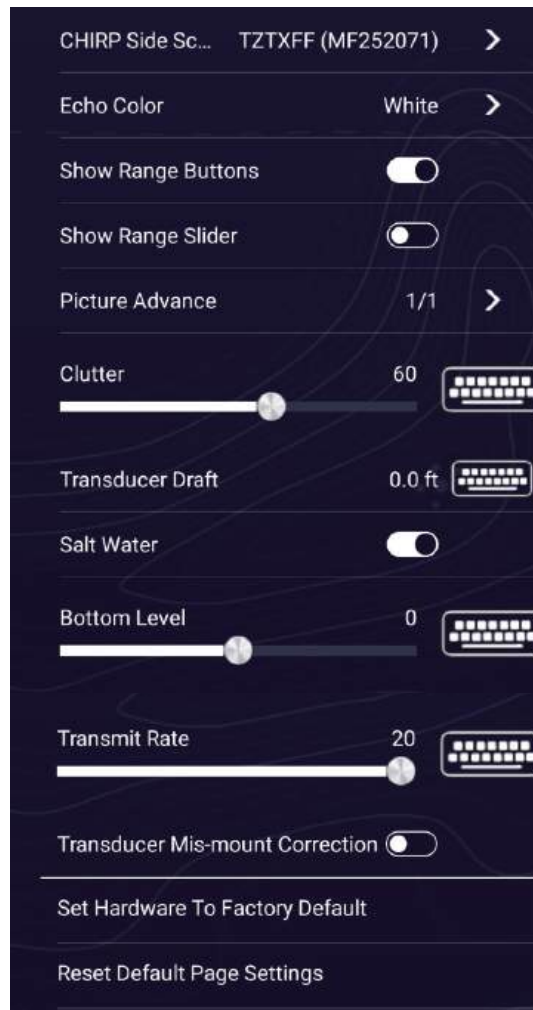 CHIRP Side Sc... TZTXFF (MF252071)
Echo Color White
Show Range Buttons
Show Range Slider
Picture Advance 1/1
Clutter 60
Transducer Draft 0.0 ft
Salt Water
Bottom Level 0
Transmit Rate 20
Transducer Mis-mount Correction
Set Hardware To Factory Default
Reset Default Page Settings